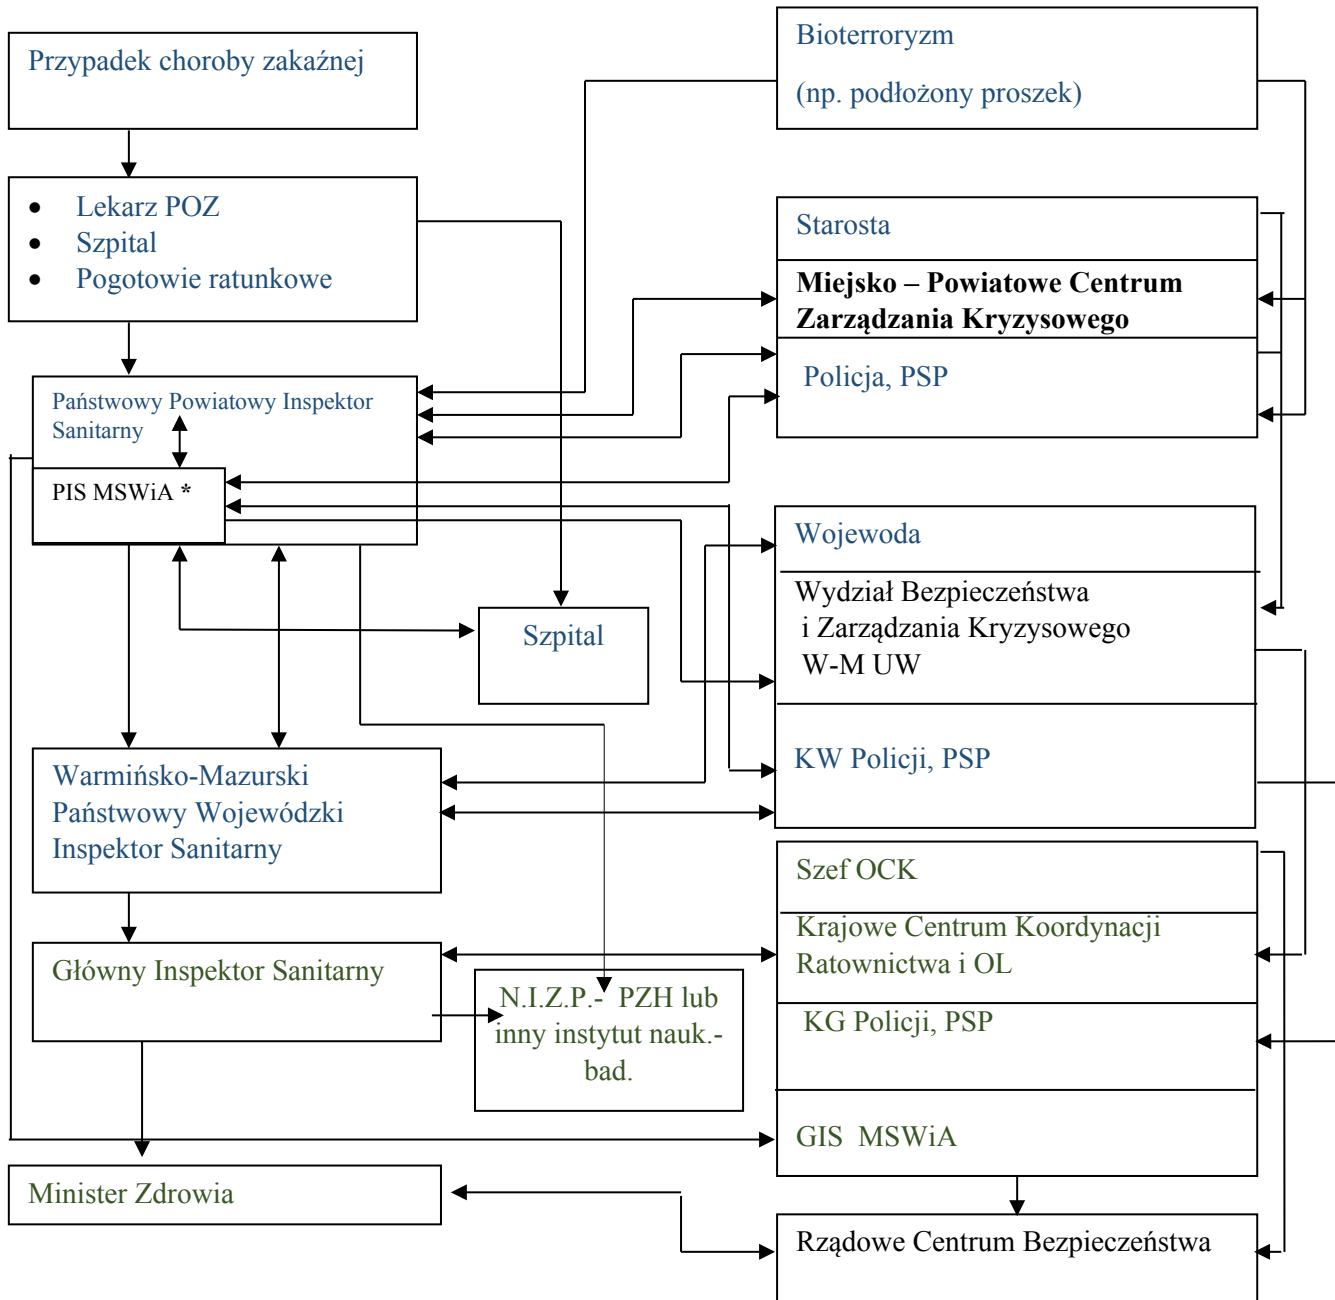 Przypadek choroby zakaźnej
Bioterroryzm
(np. podłożony proszek)
• Lekarz POZ
• Szpital
• Pogotowie ratunkowe
Starosta
Miejsko – Powiatowe Centrum
Zarządzania Kryzysowego
Policja, PSP
Państwowy Powiatowy Inspektor
Sanitarny
PIS MSWiA *
Wojewoda
Wydział Bezpieczeństwa
i Zarządzania Kryzysowego
W-M UW
KW Policji, PSP
Szpital
Warmińsko-Mazurski
Państwowy Wojewódzki
Inspektor Sanitarny
Szef OCK
Krajowe Centrum Koordynacji
Ratownictwa i OL
KG Policji, PSP
GIS MSWiA
Główny Inspektor Sanitarny
N.I.Z.P.- PZH lub
inny instytut nauk.-
bad.
Minister Zdrowia
Rządowe Centrum Bezpieczeństwa